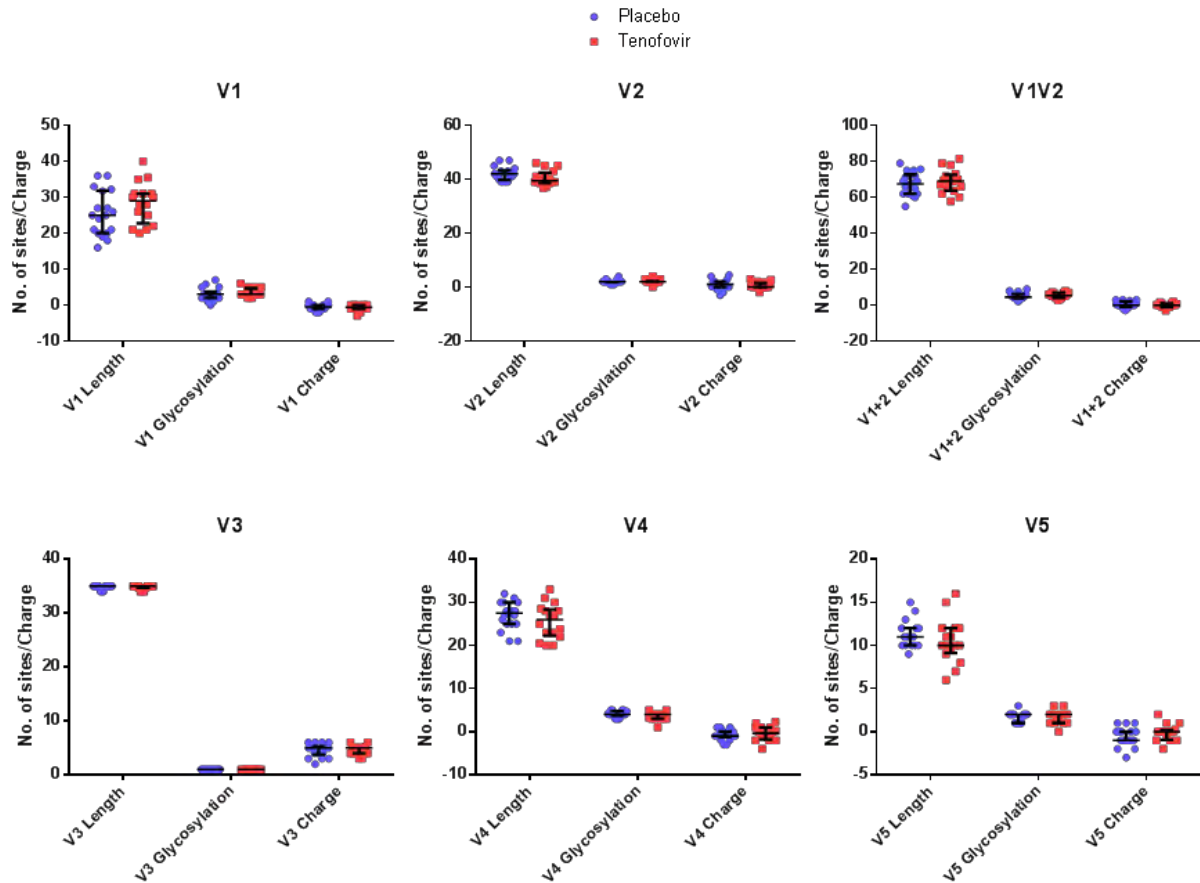 Placebo
Tenofovir
V1
No. of sites/Charge
50
40
30
20
10
0
-10
V1 Length
V1 Glycosylation
V1 Charge
V2
No. of sites/Charge
60
40
20
0
-20
V2 Length
V2 Glycosylation
V2 Charge
V1V2
No. of sites/Charge
100
80
60
40
20
0
-20
V1+2 Length
V1+2 Glycosylation
V1+2 Charge
V3
No. of sites/Charge
40
30
20
10
0
V3 Length
V3 Glycosylation
V3 Charge
V4
No. of sites/Charge
40
30
20
10
0
-10
V4 Length
V4 Glycosylation
V4 Charge
V5
No. of sites/Charge
20
15
10
5
0
-5
V5 Length
V5 Glycosylation
V5 Charge